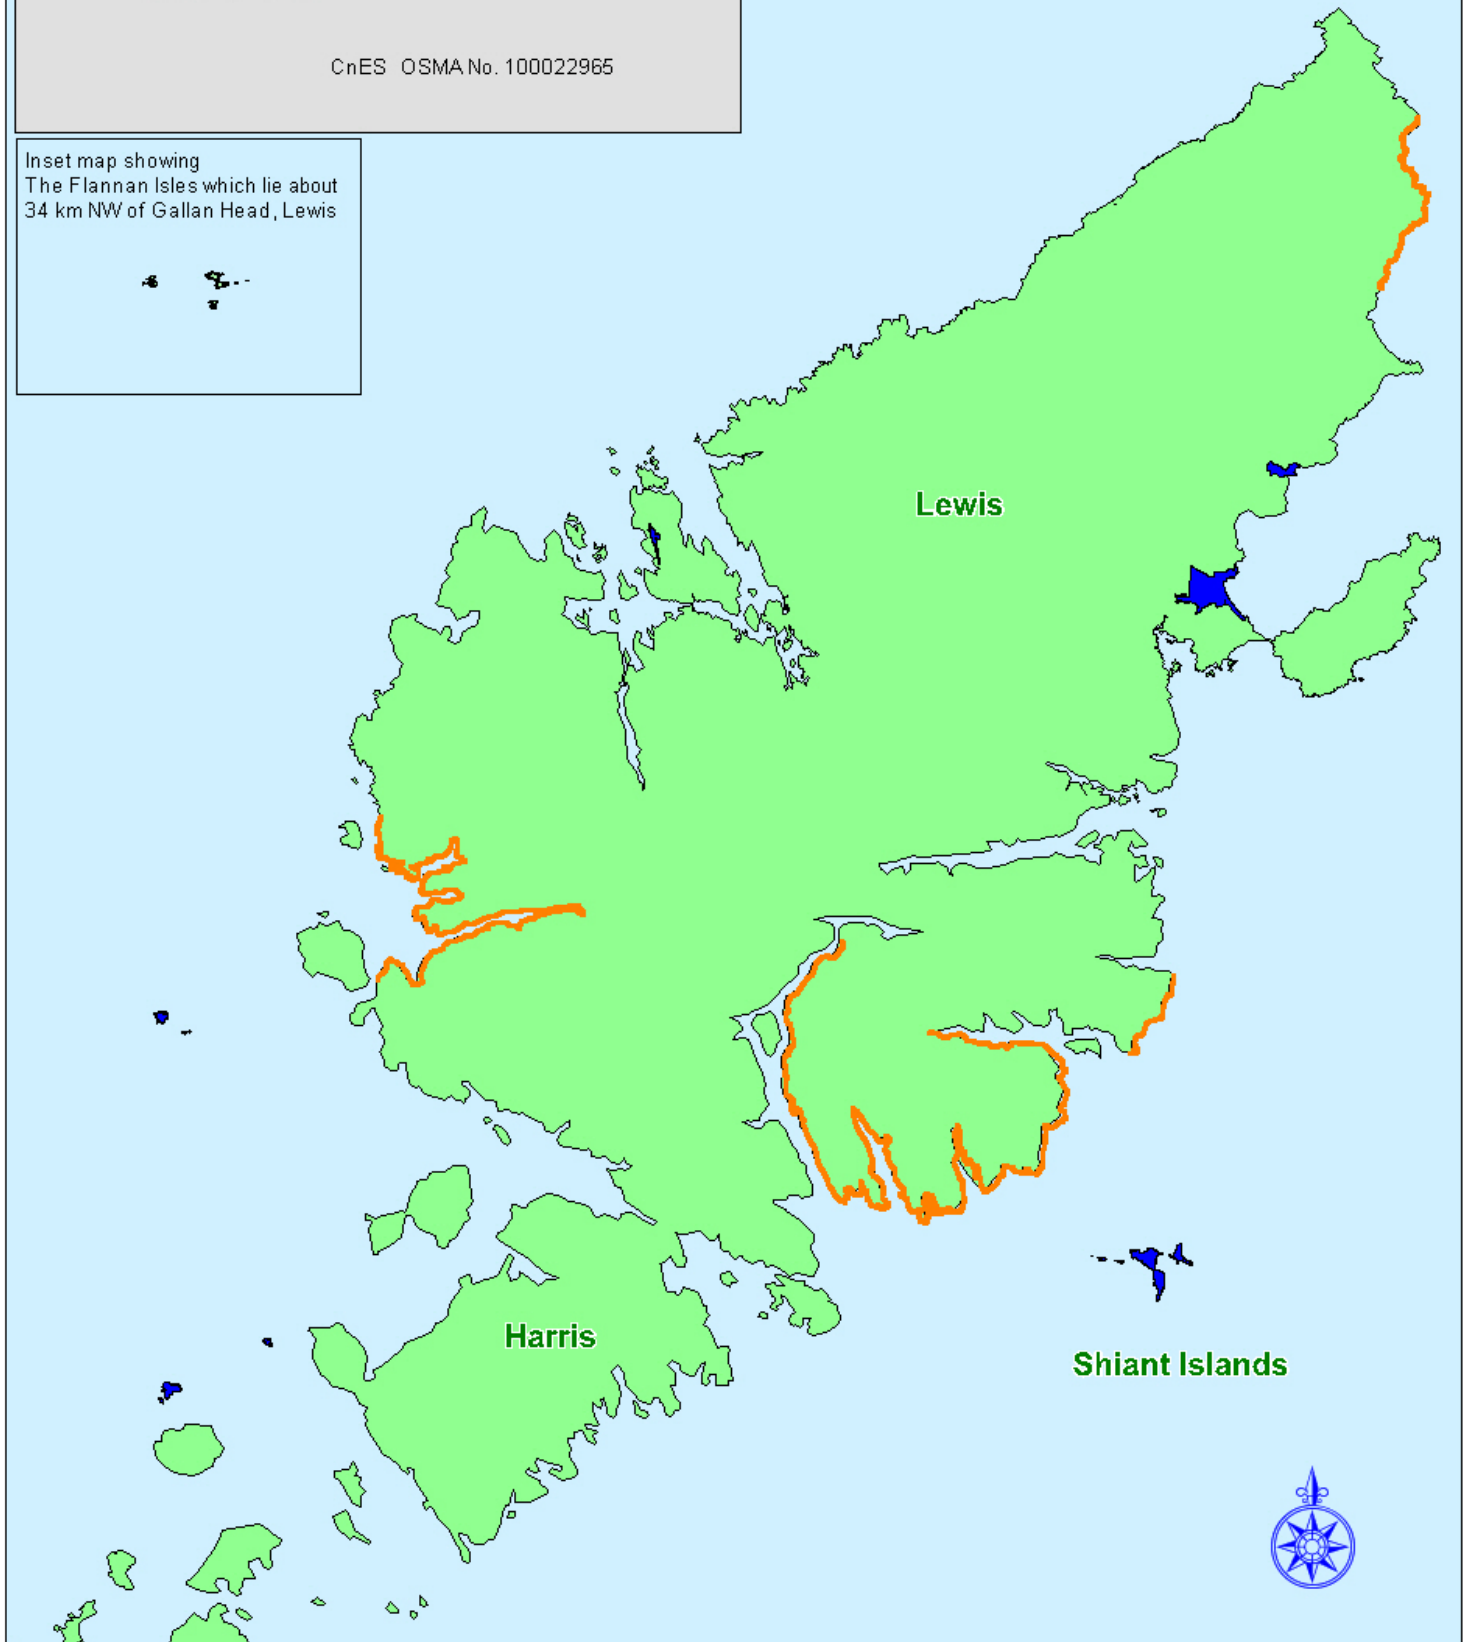 CnES OSMA No. 100022965
Inset map showing
The Flannan Isles which lie about
34 km NW of Gallan Head, Lewis
Lewis
Harris
Shiant Islands